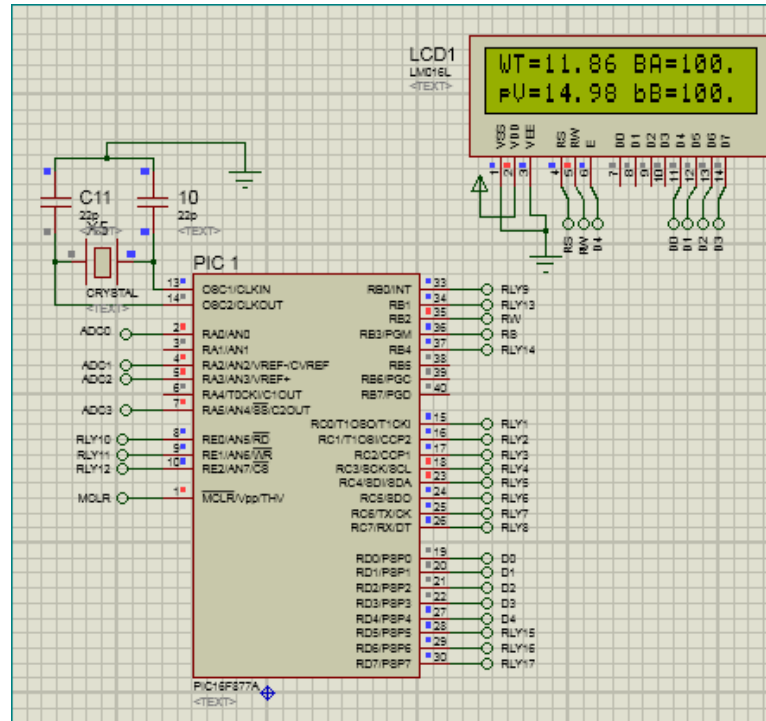 LCD1
LM016L
<TEXT>
WT=11.86 BA=100.
pV=14.98 bB=100.
VSS VDD VEE RS RW E D0 D1 D2 D3 D4 D5 D6 D7
1 2 3 4 5 6 7 8 9 10 11 12 13 14
RS RW D4 D0 D1 D2 D3
C11
22p
<TEXT>
10
22p
<TEXT>
X5
CRYSTAL
<TEXT>
PIC 1
13 OSC1/CLKIN RB0/INT 33 RLY9
14 OSC2/CLKOUT RB1 34 RLY13
RB2 35 RW
ADC0 2 RA0/AN0 RB3/PGM 36 RS
3 RA1/AN1 RB4 37 RLY14
ADC1 4 RA2/AN2/VREF-/CVREF RB5 38
ADC2 5 RA3/AN3/VREF+ RB6/PGC 39
6 RA4/T0CKI/C1OUT RB7/PGD 40
ADC3 7 RA5/AN4/SS/C2OUT
RC0/T1OSO/T1CKI 15 RLY1
RLY10 8 RE0/AN5/RD RC1/T1OSI/CCP2 16 RLY2
RLY11 9 RE1/AN6/WR RC2/CCP1 17 RLY3
RLY12 10 RE2/AN7/CS RC3/SCK/SCL 18 RLY4
RC4/SDI/SDA 23 RLY5
MCLR 1 MCLR/Vpp/THV RC5/SDO 24 RLY6
RC6/TX/CK 25 RLY7
RC7/RX/DT 26 RLY8
RD0/PSP0 19 D0
RD1/PSP1 20 D1
RD2/PSP2 21 D2
RD3/PSP3 22 D3
RD4/PSP4 27 D4
RD5/PSP5 28 RLY15
RD6/PSP6 29 RLY16
RD7/PSP7 30 RLY17
PIC16F877A
<TEXT>